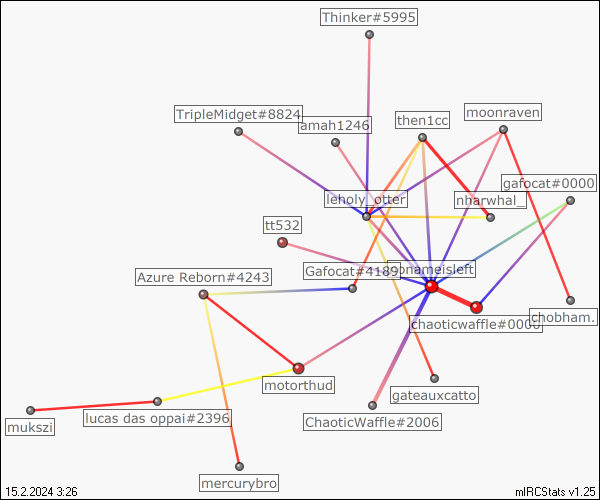 Thinker#5995
TripleMidget#8824
amah1246
then1cc
moonraven
gafocat#0000
leholy_otter
nharwhal_
tt532
Azure Reborn#4243
Gafocat#4189
nameisleft
chaoticwaffle#0000
chobham.
motorthud
gateauxcatto
lucas das oppai#2396
ChaoticWaffle#2006
mukszi
mercurybro
15.2.2024 3:26
mIRCStats v1.25